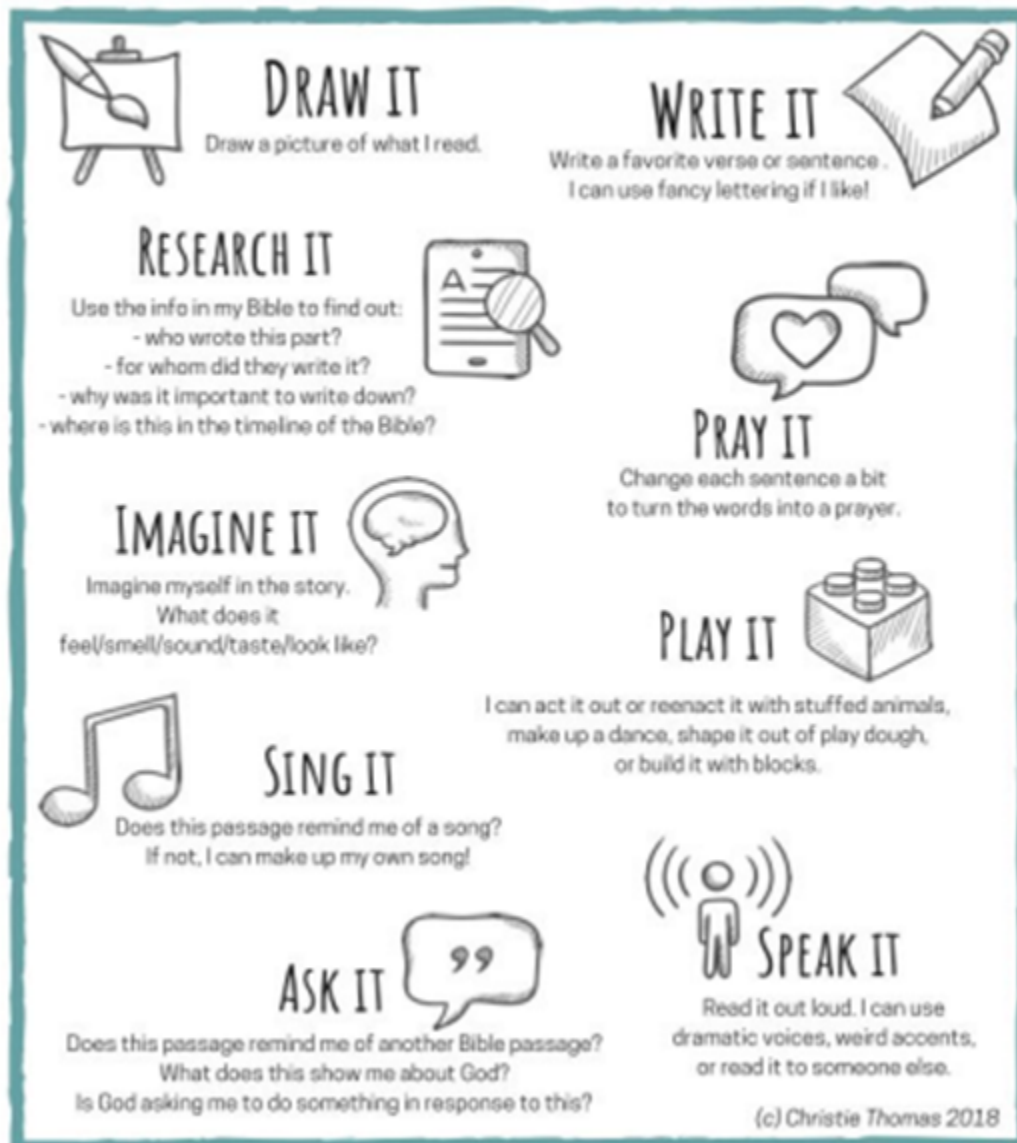 DRAW IT
Draw a picture of what I read.
WRITE IT
Write a favorite verse or sentence.
I can use fancy lettering if I like!
RESEARCH IT
A
Use the info in my Bible to find out:
- who wrote this part?
- for whom did they write it?
- why was it important to write down?
- where is this in the timeline of the Bible?
PRAY IT
Change each sentence a bit
to turn the words into a prayer.
IMAGINE IT
Imagine myself in the story.
What does it
feel/smell/sound/taste/look like?
PLAY IT
I can act it out or reenact it with stuffed animals,
make up a dance, shape it out of play dough,
or build it with blocks.
SING IT
Does this passage remind me of a song?
If not, I can make up my own song!
SPEAK IT
Read it out loud. I can use
dramatic voices, weird accents,
or read it to someone else.
ASK IT
Does this passage remind me of another Bible passage?
What does this show me about God?
Is God asking me to do something in response to this?
(c) Christie Thomas 2018